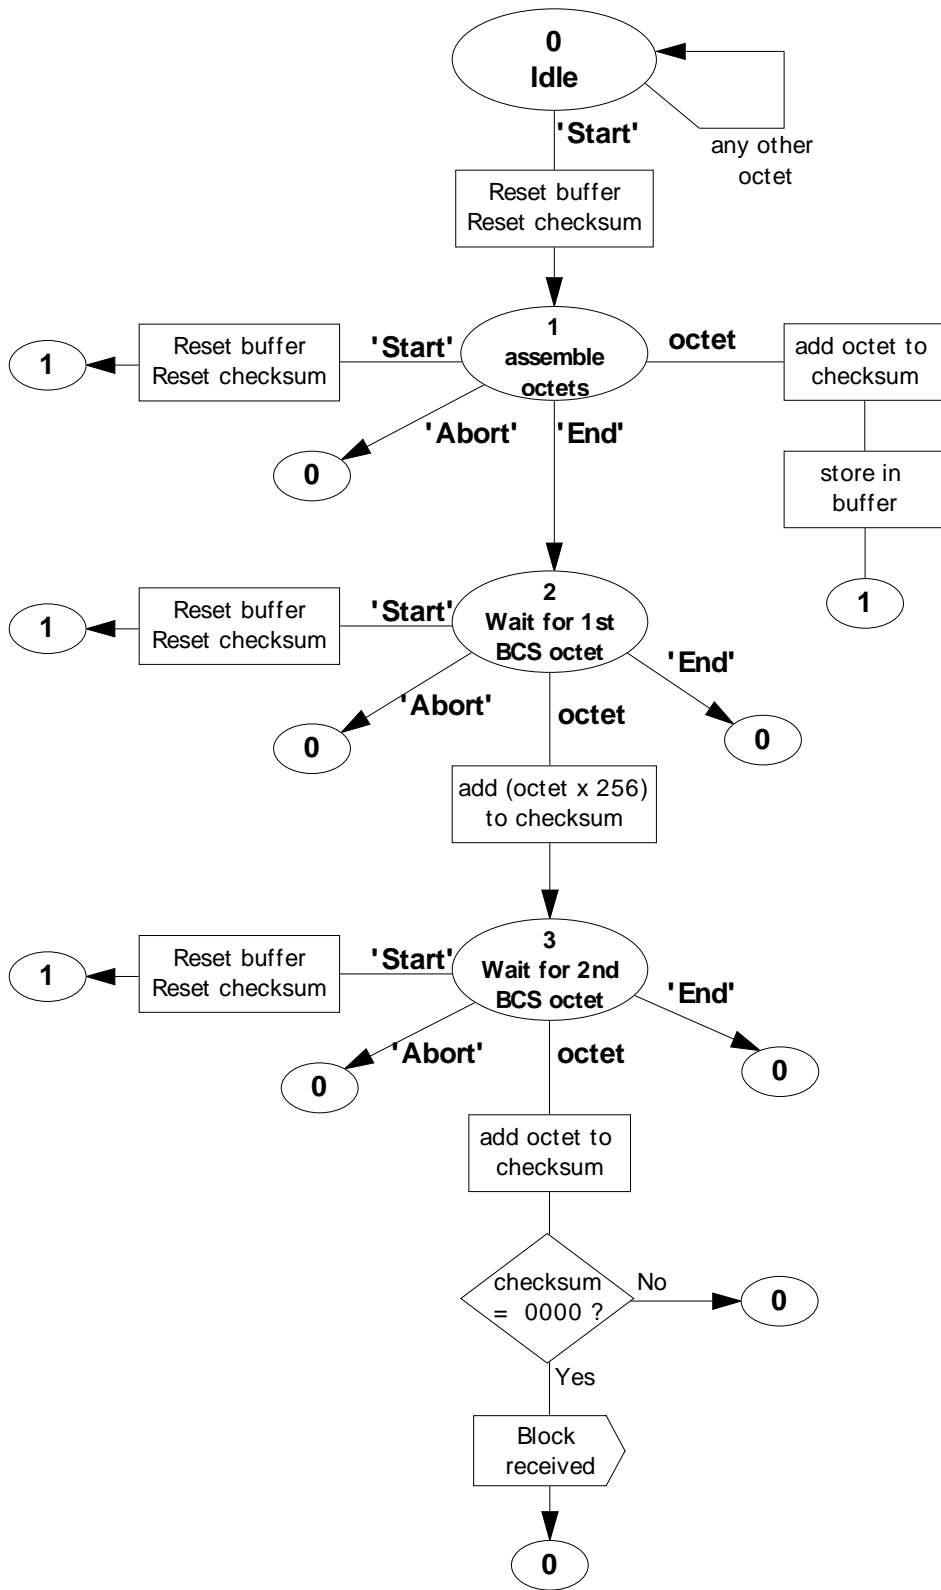 0
Idle
'Start'
any other
octet
Reset buffer
Reset checksum
1
Reset buffer
Reset checksum
'Start'
1
assemble
octets
octet
add octet to
checksum
'Abort'
'End'
0
store in
buffer
1
1
Reset buffer
Reset checksum
'Start'
2
Wait for 1st
BCS octet
'End'
'Abort'
octet
0
0
add (octet x 256)
to checksum
1
Reset buffer
Reset checksum
'Start'
3
Wait for 2nd
BCS octet
'End'
'Abort'
octet
0
0
add octet to
checksum
checksum
= 0000 ?
No
0
Yes
Block
received
0